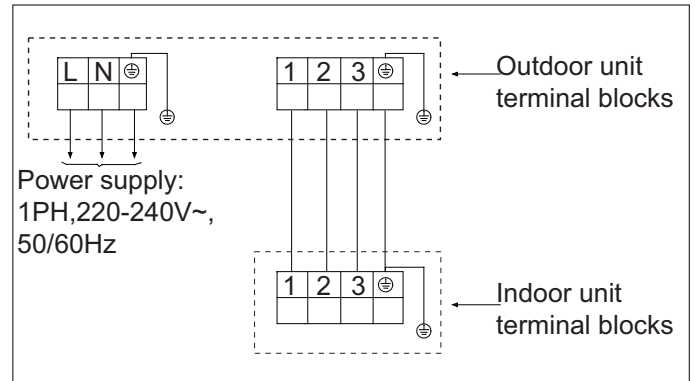 L N
1 2 3
Outdoor unit
terminal blocks
Power supply:
1PH,220-240V~,
50/60Hz
1 2 3
Indoor unit
terminal blocks